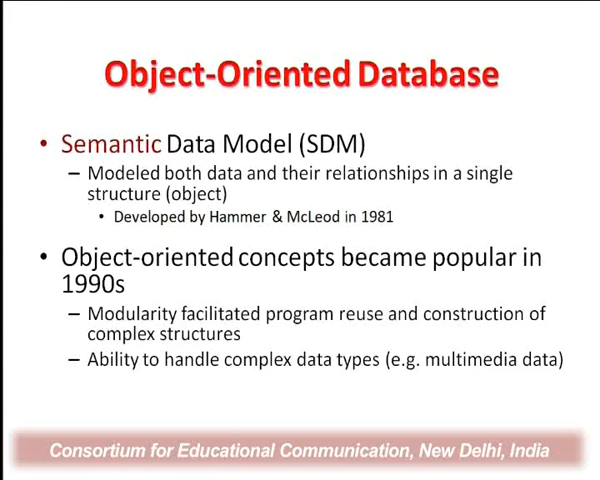 Object-Oriented Database
• Semantic Data Model (SDM)
– Modeled both data and their relationships in a single
structure (object)
• Developed by Hammer & McLeod in 1981
• Object-oriented concepts became popular in
1990s
– Modularity facilitated program reuse and construction of
complex structures
– Ability to handle complex data types (e.g. multimedia data)
Consortium for Educational Communication, New Delhi, India